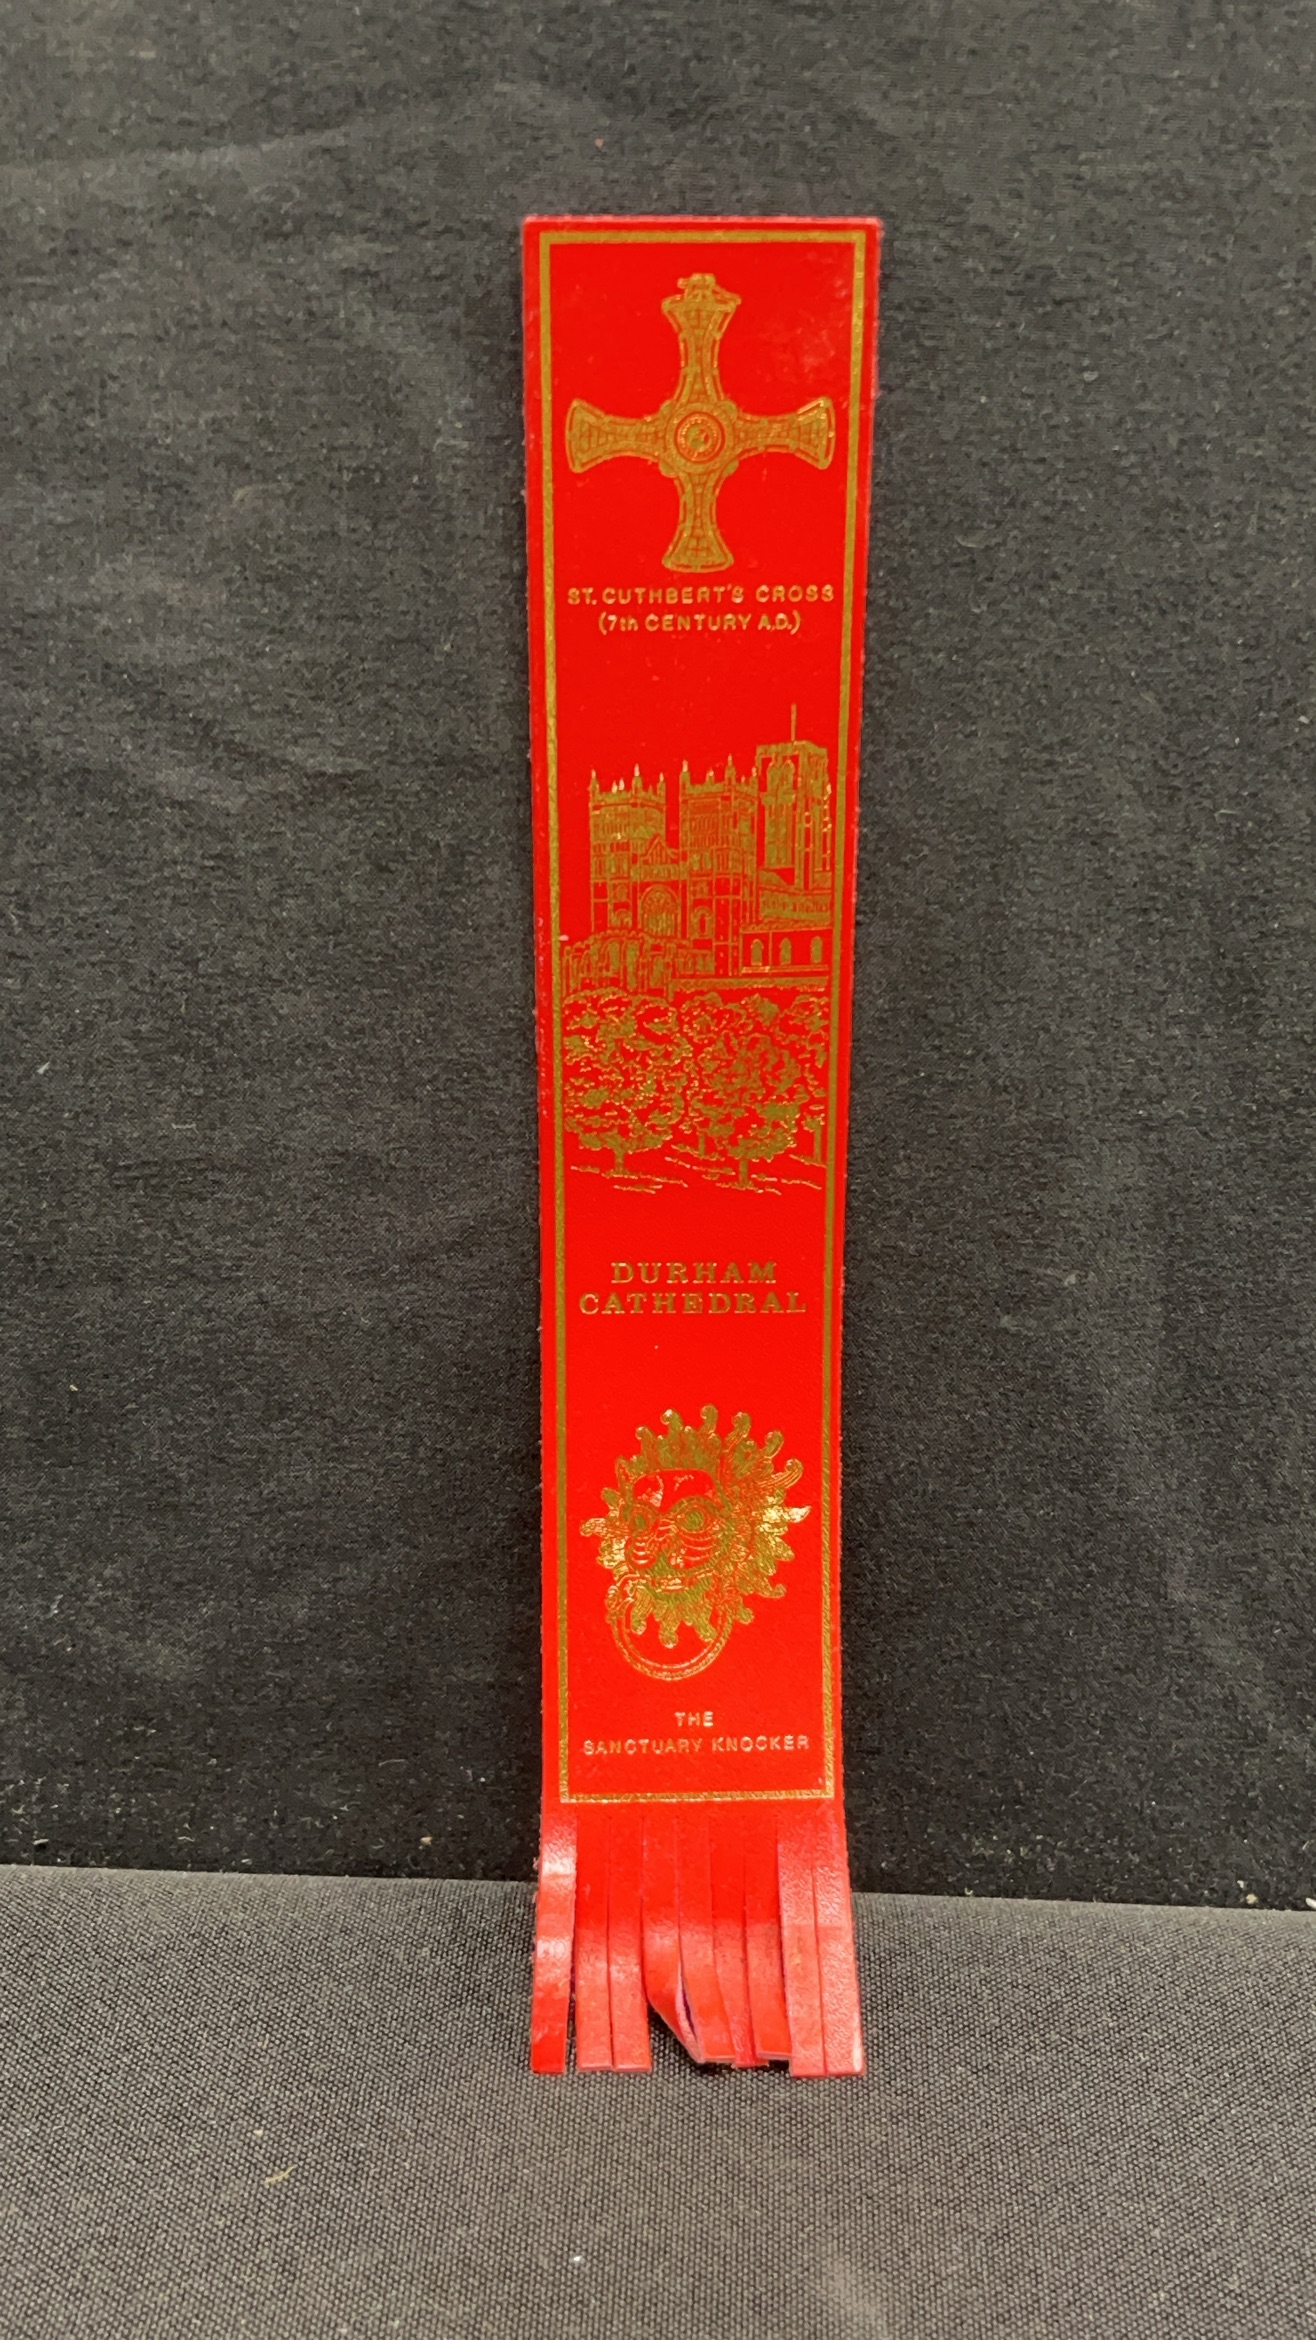 ST. CUTHBERT'S CROSS
(7th CENTURY A.D.)
DURHAM
CATHEDRAL
THE
SANCTUARY KNOCKER